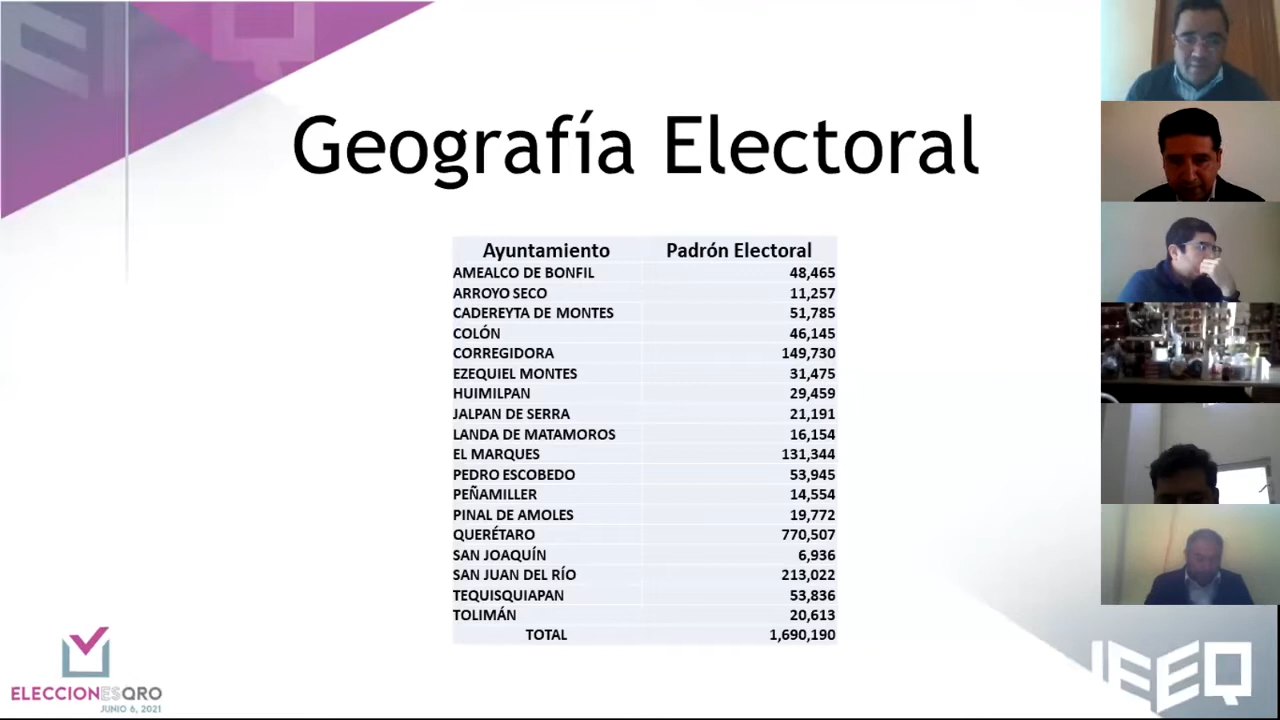 EQ
Geografía Electoral
Ayuntamiento Padrón Electoral
AMEALCO DE BONFIL 48,465
ARROYO SECO 11,257
CADEREYTA DE MONTES 51,785
COLÓN 46,145
CORREGIDORA 149,730
EZEQUIEL MONTES 31,475
HUIMILPAN 29,459
JALPAN DE SERRA 21,191
LANDA DE MATAMOROS 16,154
EL MARQUES 131,344
PEDRO ESCOBEDO 53,945
PEÑAMILLER 14,554
PINAL DE AMOLES 19,772
QUERÉTARO 770,507
SAN JOAQUÍN 6,936
SAN JUAN DEL RÍO 213,022
TEQUISQUIAPAN 53,836
TOLIMÁN 20,613
TOTAL 1,690,190
ELECCIONESQRO
JUNIO 6, 2021
IEEQ